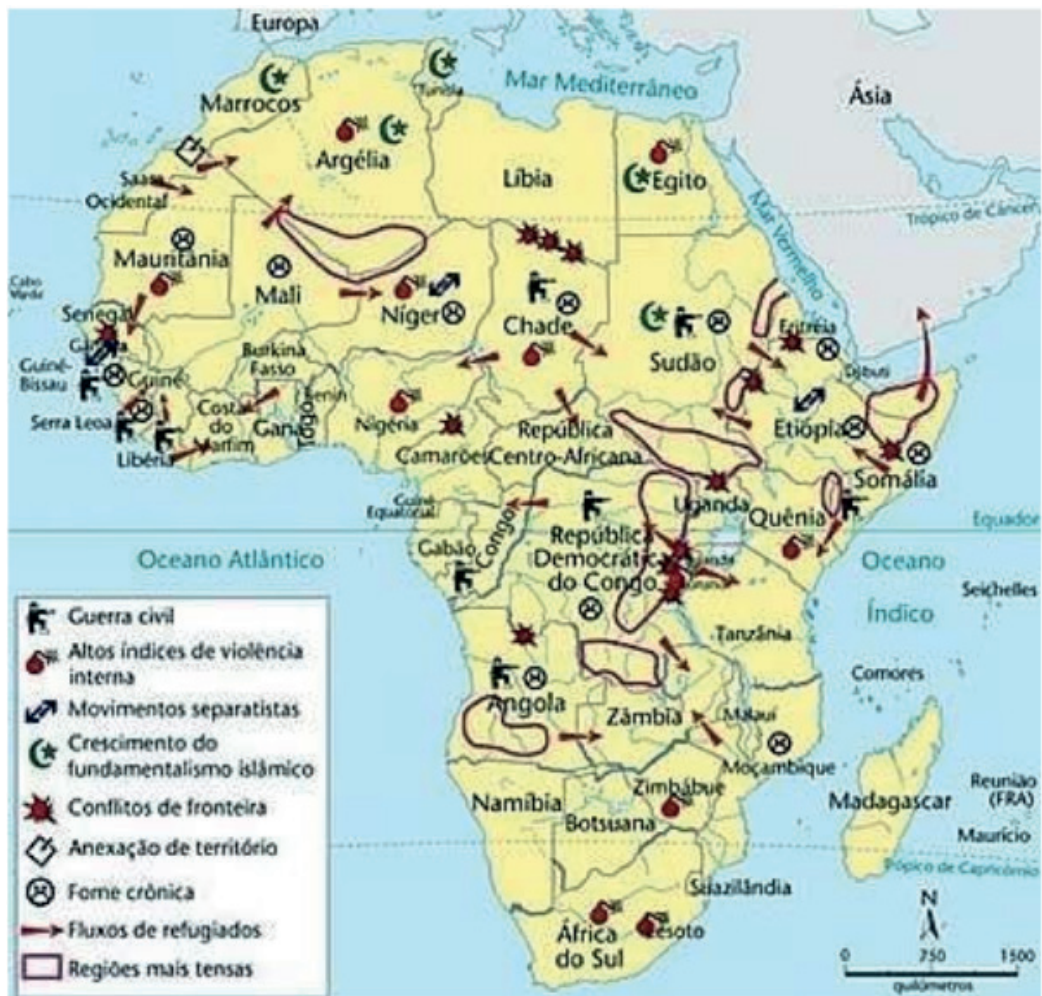 Europa
Mar Mediterrâneo
Ásia
Marrocos
Tunísia
Argélia
Líbia
Egito
Saara
Ocidental
Mar Vermelho
Trópico de Câncer
Cabo
Verde
Mauritânia
Mali
Níger
Chade
Sudão
Eritréia
Djibuti
Senegal
Guiné-
Bissau
Guiné
Burkina
Fasso
Benin
Serra Leoa
Costa
do
Marfim
Gana
Togo
Nigéria
Libéria
Camarões
República
Centro-Africana
Etiópia
Somália
Guiné
Equatorial
Gabão
Congo
República
Democrática
do Congo
Uganda
Quênia
Equador
Oceano Atlântico
Oceano
Índico
Seichelles
Tanzânia
Comores
Angola
Zâmbia
Malauí
Moçambique
Namíbia
Zimbábue
Botsuana
Madagascar
Reunião
(FRA)
Maurício
Trópico de Capricórnio
Suazilândia
África
do Sul
Lesoto
Guerra civil
Altos índices de violência
interna
Movimentos separatistas
Crescimento do
fundamentalismo islâmico
Conflitos de fronteira
Anexação de território
Fome crônica
Fluxos de refugiados
Regiões mais tensas
N
0 750 1500
quilômetros